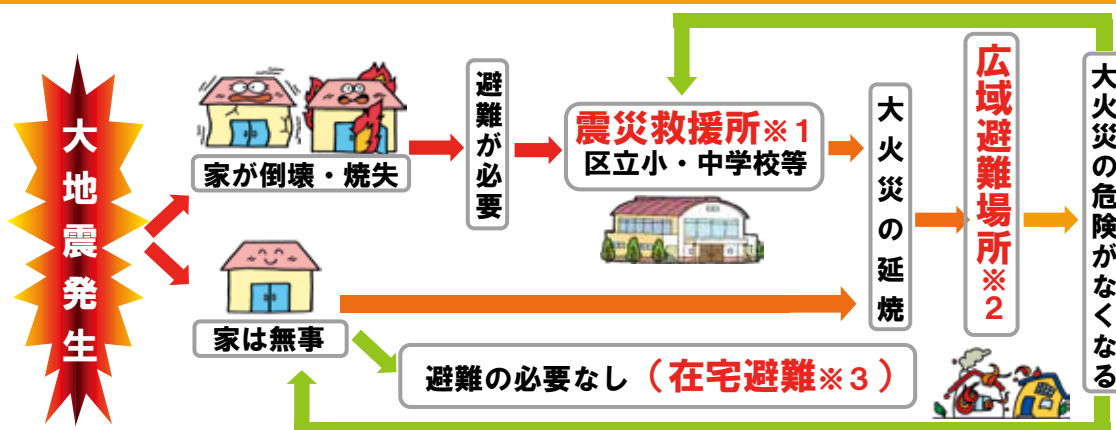 大地震発生
家が倒壊・焼失
避難が必要
震災救援所※1
区立小・中学校等
大火災の延焼
広域避難場所※2
大火災の危険がなくなる
家は無事
避難の必要なし（在宅避難※3）